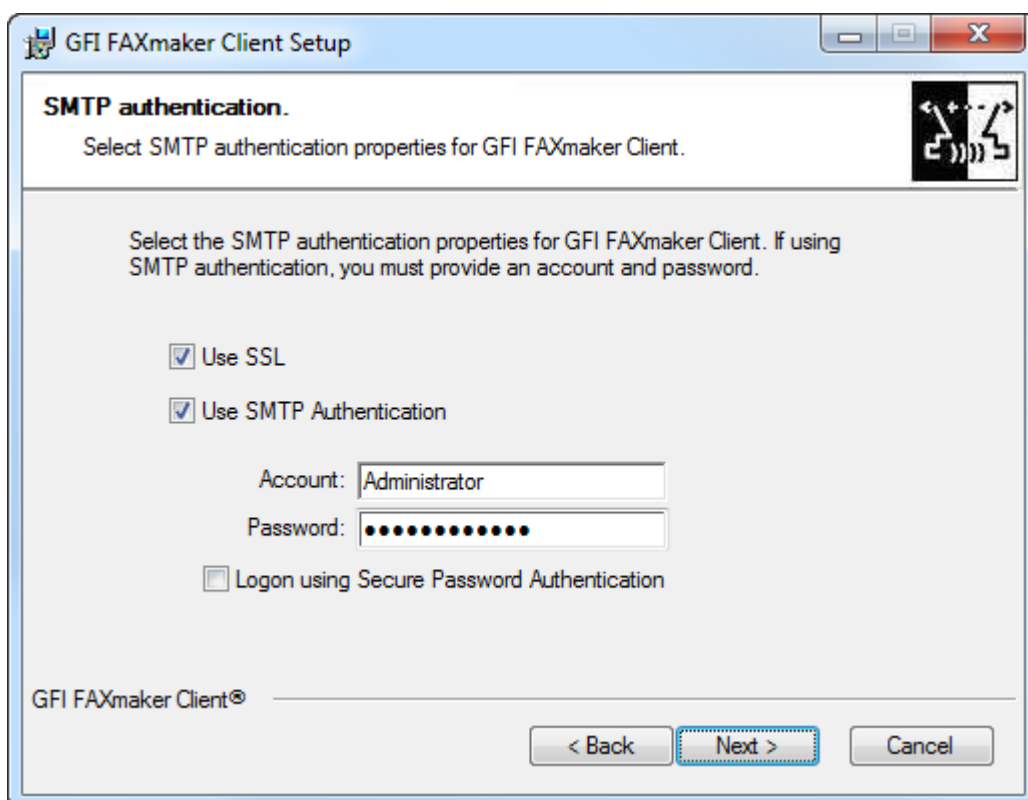 GFI FAXmaker Client Setup
SMTP authentication.
Select SMTP authentication properties for GFI FAXmaker Client.
Select the SMTP authentication properties for GFI FAXmaker Client. If using
SMTP authentication, you must provide an account and password.
Use SSL
Use SMTP Authentication
Account: Administrator
Password: ●●●●●●●●●●●●
Logon using Secure Password Authentication
GFI FAXmaker Client®
< Back Next > Cancel